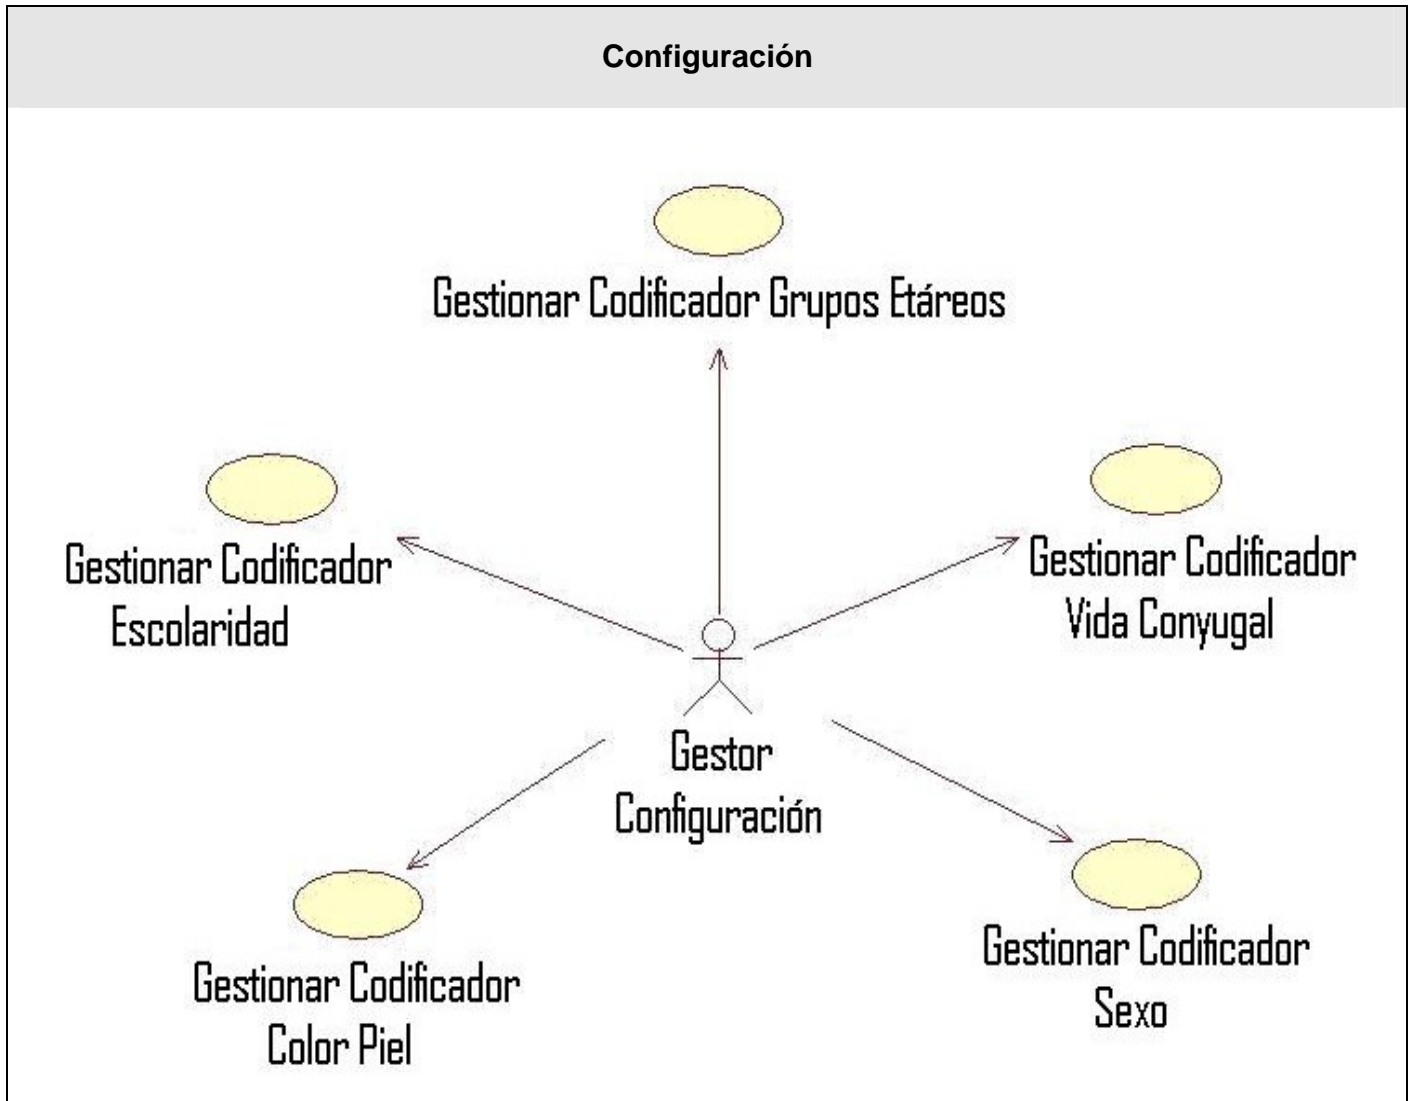 Configuración
Gestionar Codificador Grupos Etáreos
Gestionar Codificador
Escolaridad
Gestionar Codificador
Vida Conyugal
Gestor
Configuración
Gestionar Codificador
Color Piel
Gestionar Codificador
Sexo